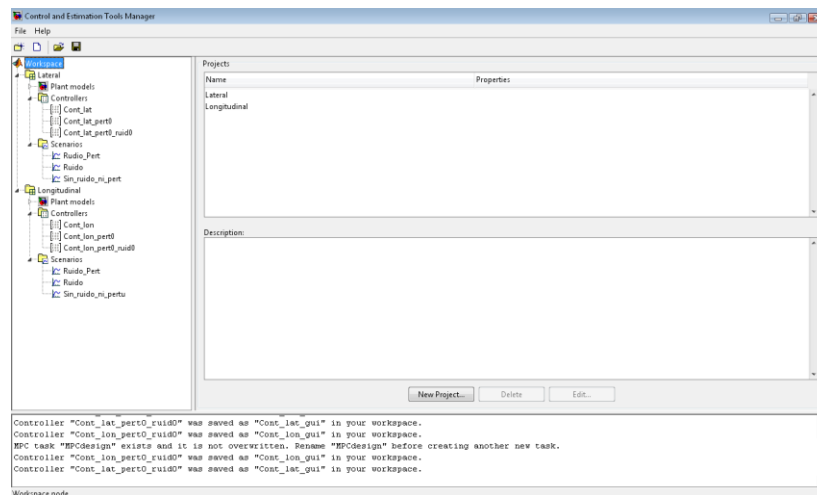 Control and Estimation Tools Manager
File Help
Workspace
Lateral
Plant models
Controllers
Cont_lat
Cont_lat_pert0
Cont_lat_pert0_ruid0
Scenarios
Rudio_Pert
Ruido
Sin_ruido_ni_pert
Longitudinal
Plant models
Controllers
Cont_lon
Cont_lon_pert0
Cont_lon_pert0_ruid0
Scenarios
Ruido_Pert
Ruido
Sin_ruido_ni_pertu
Projects
Name Properties
Lateral
Longitudinal
Description:
New Project... Delete Edit...
Controller "Cont_lat_pert0_ruid0" was saved as "Cont_lat_gui" in your workspace.
Controller "Cont_lon_pert0_ruid0" was saved as "Cont_lon_gui" in your workspace.
MPC task "MPCdesign" exists and it is not overwritten. Rename "MPCdesign" before creating another new task.
Controller "Cont_lon_pert0_ruid0" was saved as "Cont_lon_gui" in your workspace.
Controller "Cont_lat_pert0_ruid0" was saved as "Cont_lat_gui" in your workspace.
Workspace node